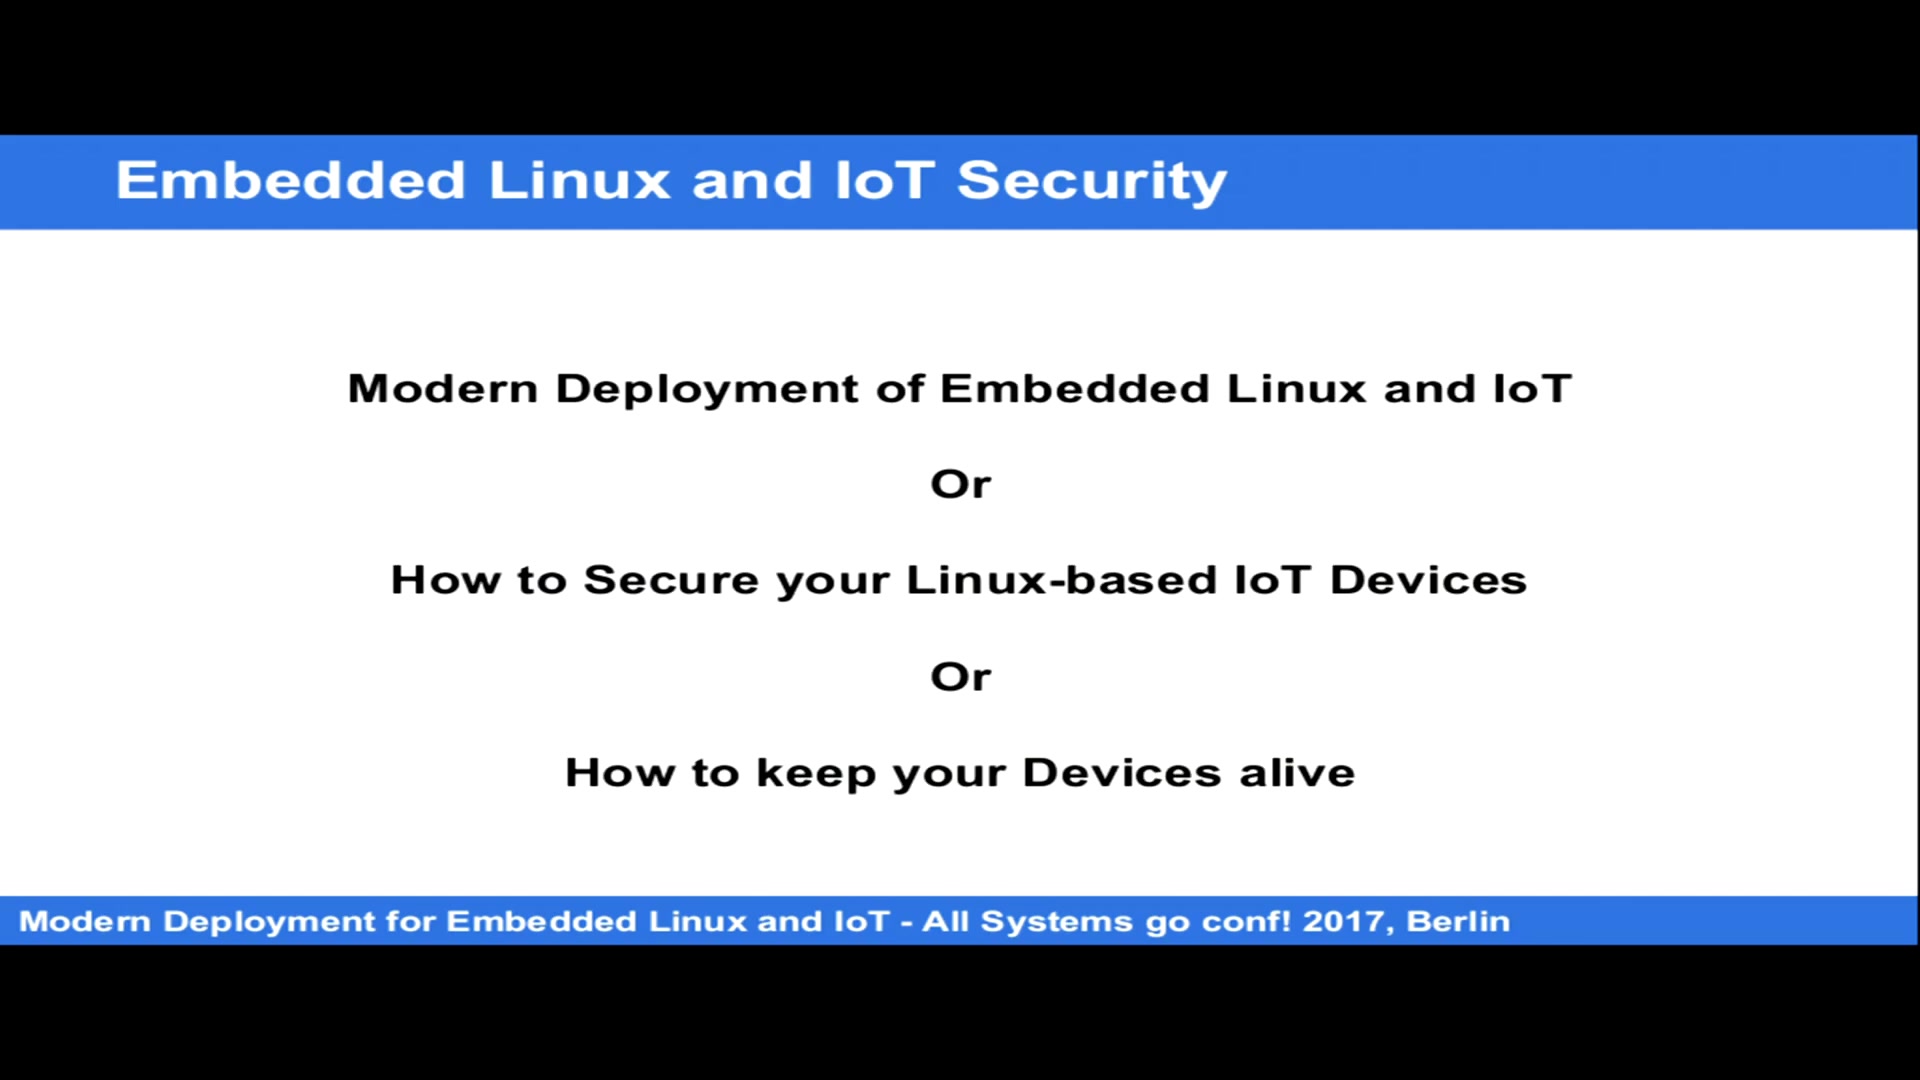 Embedded Linux and IoT Security
Modern Deployment of Embedded Linux and IoT
Or
How to Secure your Linux-based IoT Devices
Or
How to keep your Devices alive
Modern Deployment for Embedded Linux and IoT - All Systems go conf! 2017, Berlin